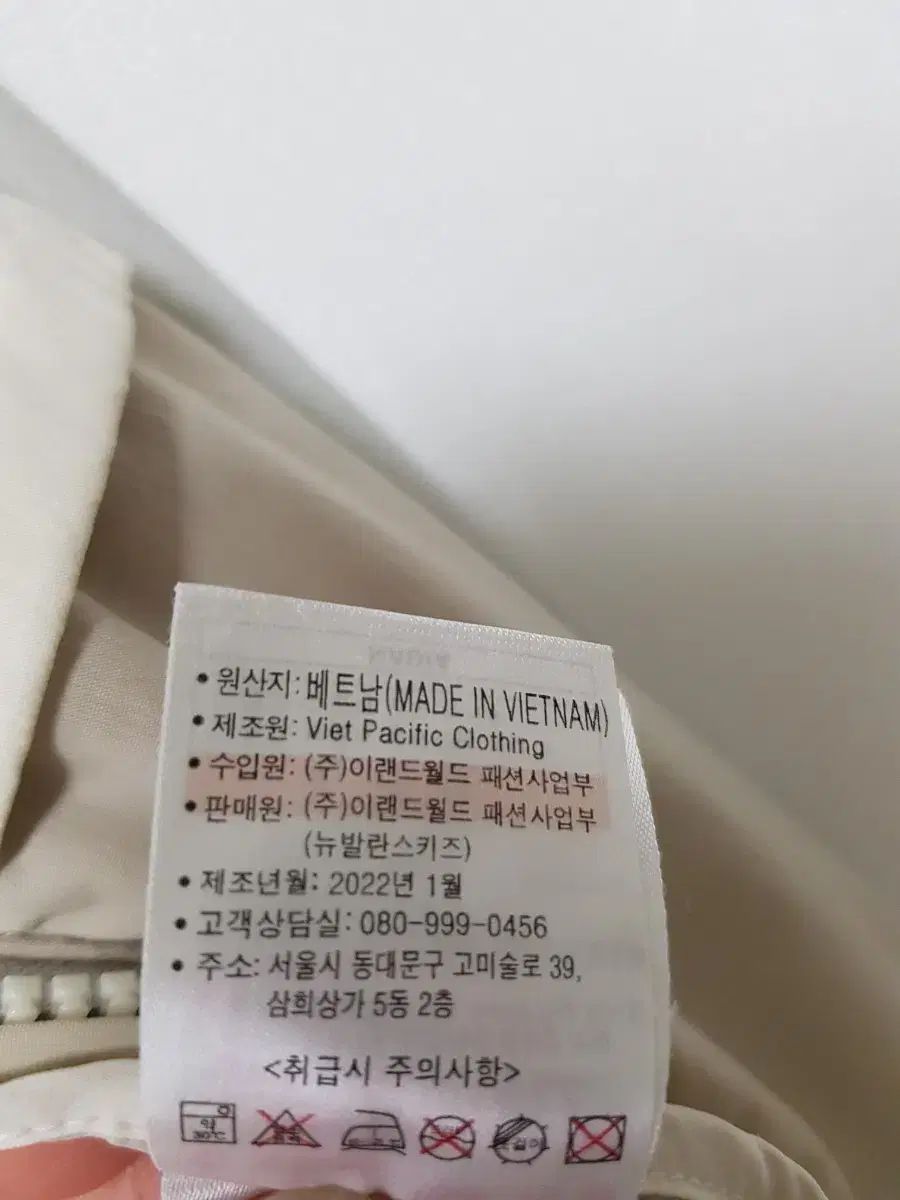 • 원산지: 베트남(MADE IN VIETNAM)
• 제조원: Viet Pacific Clothing
• 수입원: (주)이랜드월드 패션사업부
• 판매원: (주)이랜드월드 패션사업부
(뉴발란스키즈)
• 제조년월: 2022년 1월
• 고객상담실: 080-999-0456
• 주소: 서울시 동대문구 고미술로 39,
삼희상가 5동 2층
<취급시 주의사항>
약 30℃